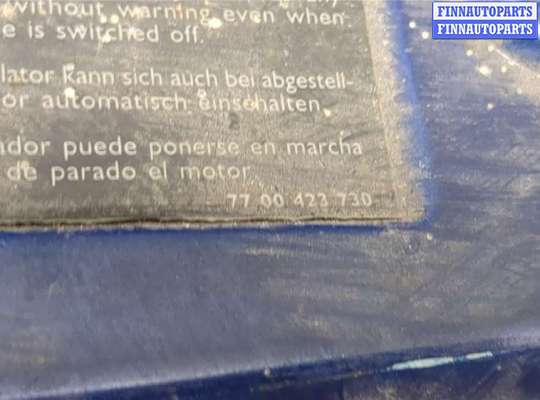 FINNAUTOPARTS
FINNAUTOPARTS
without warning even when
e is switched off.
lator kann sich auch bei abgestell-
or automatisch einschalten.
ador puede ponerse en marcha
de parado el motor
77 00 423 730